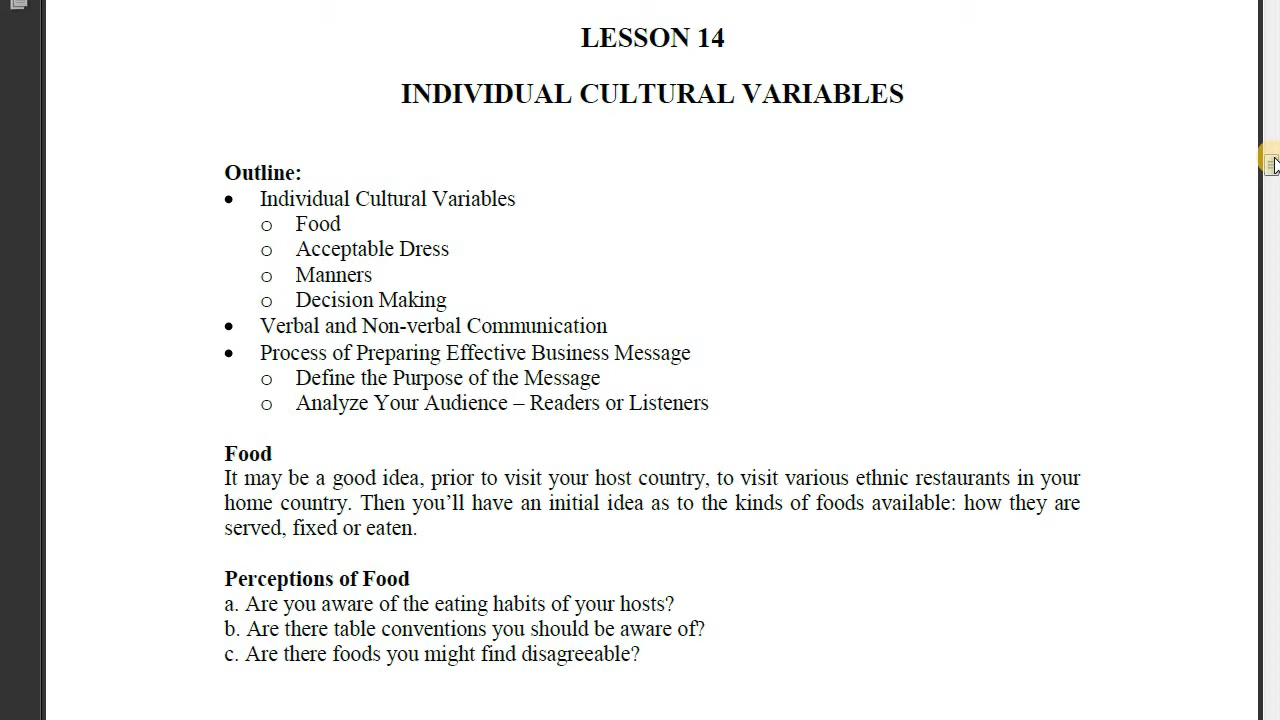 LESSON 14
INDIVIDUAL CULTURAL VARIABLES
Outline:
• Individual Cultural Variables
o Food
o Acceptable Dress
o Manners
o Decision Making
• Verbal and Non-verbal Communication
• Process of Preparing Effective Business Message
o Define the Purpose of the Message
o Analyze Your Audience – Readers or Listeners
Food
It may be a good idea, prior to visit your host country, to visit various ethnic restaurants in your
home country. Then you’ll have an initial idea as to the kinds of foods available: how they are
served, fixed or eaten.
Perceptions of Food
a. Are you aware of the eating habits of your hosts?
b. Are there table conventions you should be aware of?
c. Are there foods you might find disagreeable?